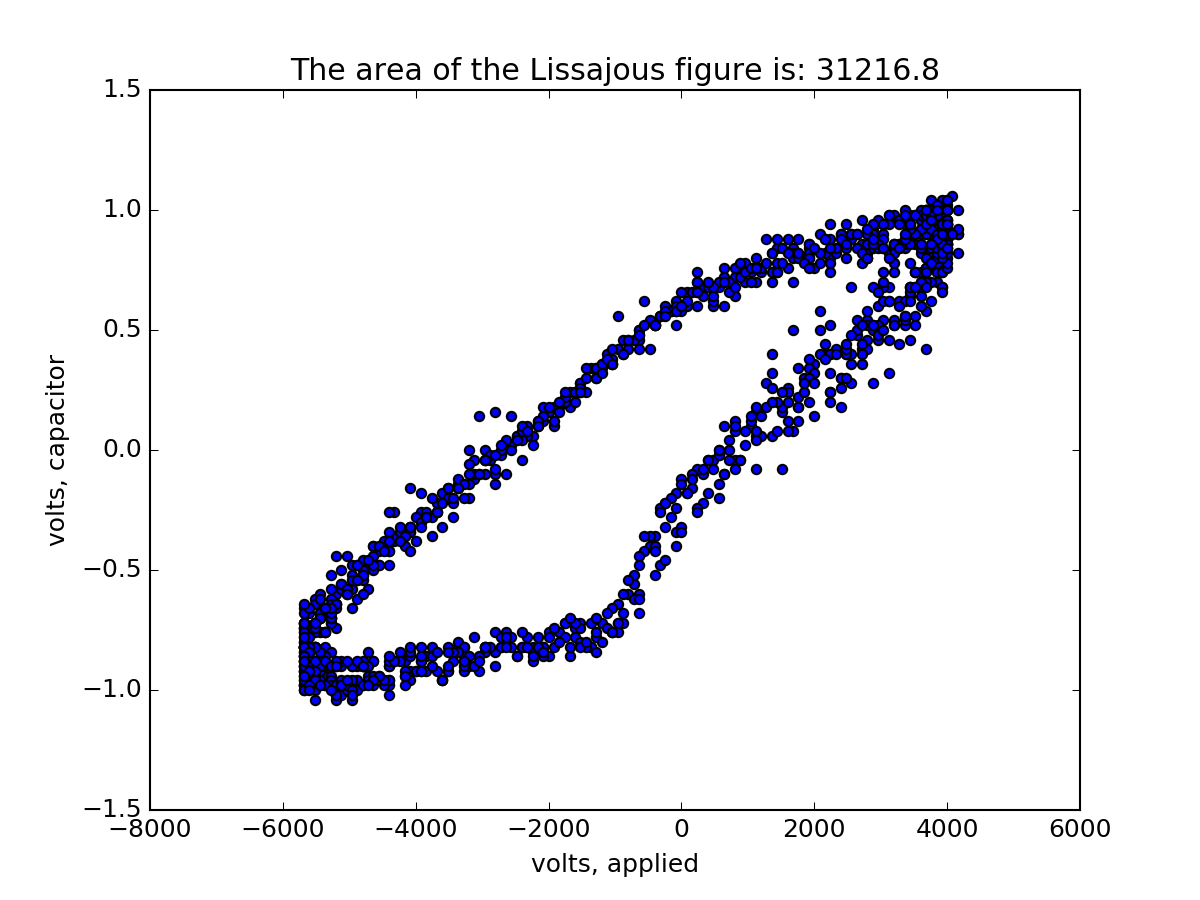 The area of the Lissajous figure is: 31216.8
1.5
1.0
0.5
0.0
−0.5
−1.0
−1.5
volts, capacitor
−8000 −6000 −4000 −2000 0 2000 4000 6000
volts, applied